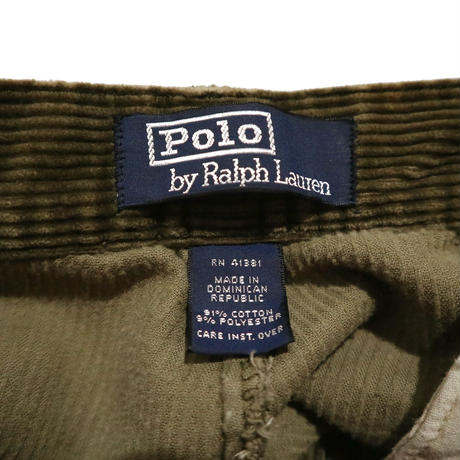 Polo
by Ralph Lauren
RN 41381
MADE IN
DOMINICAN
REPUBLIC
91% COTTON
9% POLYESTER
CARE INST. OVER